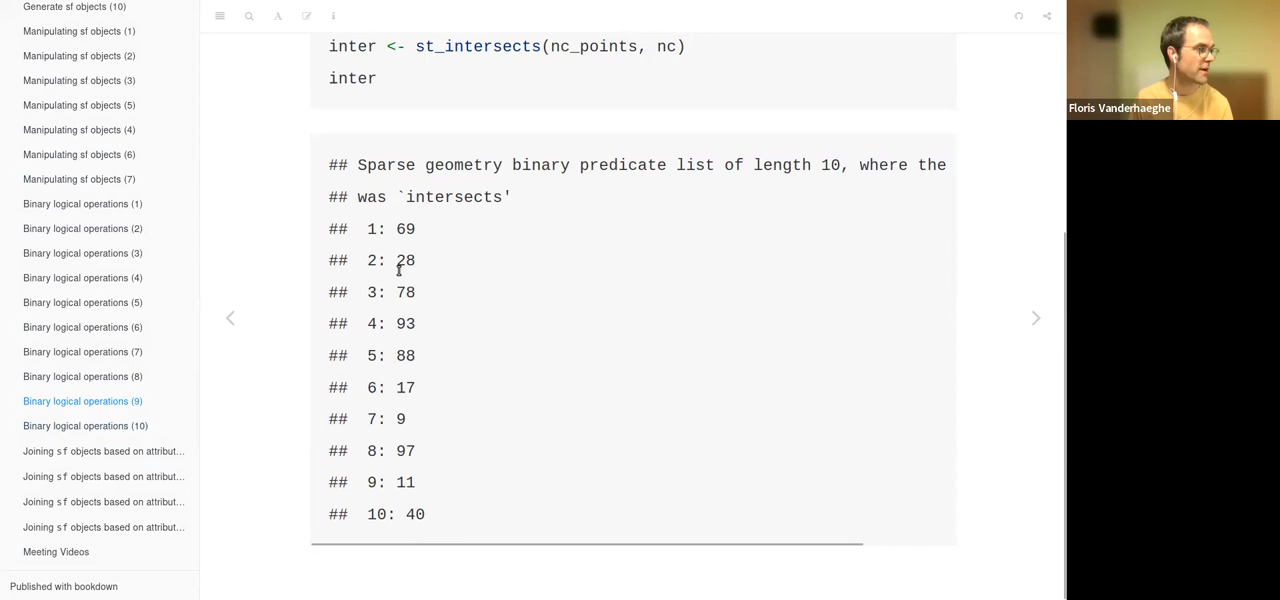 Generate sf objects (10)
Manipulating sf objects (1)
Manipulating sf objects (2)
Manipulating sf objects (3)
Manipulating sf objects (5)
Manipulating sf objects (4)
Manipulating sf objects (6)
Manipulating sf objects (7)
Binary logical operations (1)
Binary logical operations (2)
Binary logical operations (3)
Binary logical operations (4)
Binary logical operations (5)
Binary logical operations (6)
Binary logical operations (7)
Binary logical operations (8)
Binary logical operations (9)
Binary logical operations (10)
Joining sf objects based on attribut...
Joining sf objects based on attribut...
Joining sf objects based on attribut...
Joining sf objects based on attribut...
Meeting Videos
Published with bookdown
inter <- st_intersects(nc_points, nc)
inter
## Sparse geometry binary predicate list of length 10, where the
## was `intersects'
##  1: 69
##  2: 28
##  3: 78
##  4: 93
##  5: 88
##  6: 17
##  7: 9
##  8: 97
##  9: 11
##  10: 40
Floris Vanderhaeghe